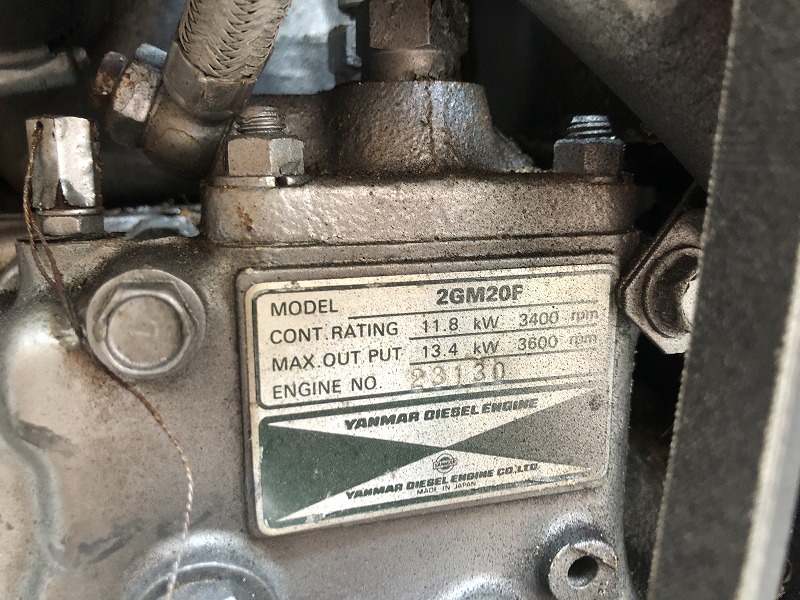 MODEL 2GM20F
CONT.RATING 11.8 kW 3400 rpm
MAX.OUT PUT 13.4 kW 3600 rpm
ENGINE NO. 23130
YANMAR DIESEL ENGINE
YANMAR
YANMAR DIESEL ENGINE CO.,LTD.
MADE IN JAPAN